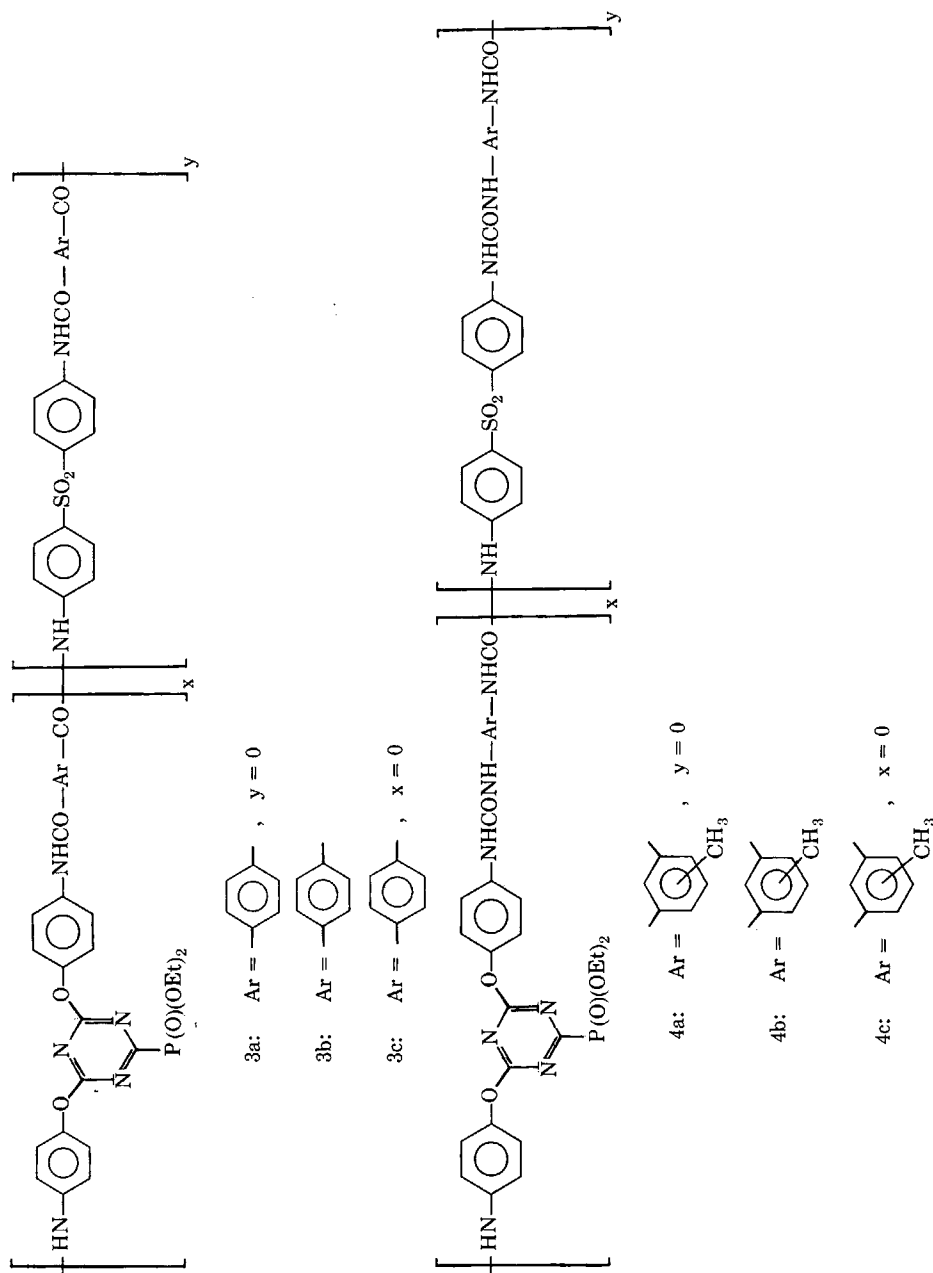 HN— —O N N N O— —NHCO—Ar—CO x NH— —SO2— —NHCO—Ar—CO y
P(O)(OEt)2
3a: Ar = , y = 0
3b: Ar =
3c: Ar = , x = 0
HN— —O N N N O— —NHCONH—Ar—NHCO x NH— —SO2— —NHCONH—Ar—NHCO y
P(O)(OEt)2
4a: Ar = CH3 , y = 0
4b: Ar = CH3
4c: Ar = CH3 , x = 0